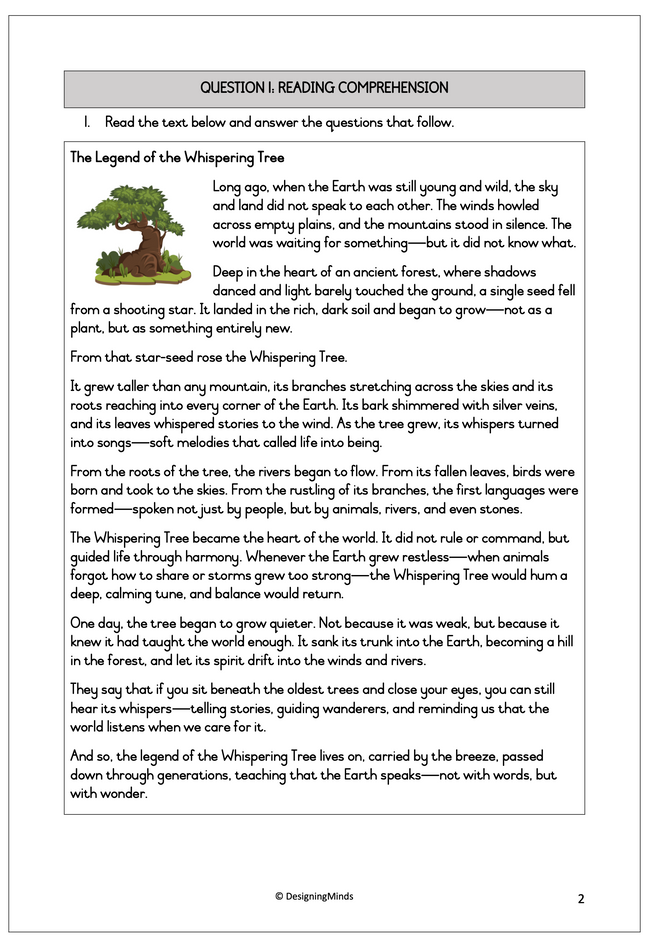 QUESTION 1: READING COMPREHENSION
1. Read the text below and answer the questions that follow.
The Legend of the Whispering Tree
Long ago, when the Earth was still young and wild, the sky
and land did not speak to each other. The winds howled
across empty plains, and the mountains stood in silence. The
world was waiting for something—but it did not know what.
Deep in the heart of an ancient forest, where shadows
danced and light barely touched the ground, a single seed fell
from a shooting star. It landed in the rich, dark soil and began to grow—not as a
plant, but as something entirely new.
From that star-seed rose the Whispering Tree.
It grew taller than any mountain, its branches stretching across the skies and its
roots reaching into every corner of the Earth. Its bark shimmered with silver veins,
and its leaves whispered stories to the wind. As the tree grew, its whispers turned
into songs—soft melodies that called life into being.
From the roots of the tree, the rivers began to flow. From its fallen leaves, birds were
born and took to the skies. From the rustling of its branches, the first languages were
formed—spoken not just by people, but by animals, rivers, and even stones.
The Whispering Tree became the heart of the world. It did not rule or command, but
guided life through harmony. Whenever the Earth grew restless—when animals
forgot how to share or storms grew too strong—the Whispering Tree would hum a
deep, calming tune, and balance would return.
One day, the tree began to grow quieter. Not because it was weak, but because it
knew it had taught the world enough. It sank its trunk into the Earth, becoming a hill
in the forest, and let its spirit drift into the winds and rivers.
They say that if you sit beneath the oldest trees and close your eyes, you can still
hear its whispers—telling stories, guiding wanderers, and reminding us that the
world listens when we care for it.
And so, the legend of the Whispering Tree lives on, carried by the breeze, passed
down through generations, teaching that the Earth speaks—not with words, but
with wonder.
© DesigningMinds
2